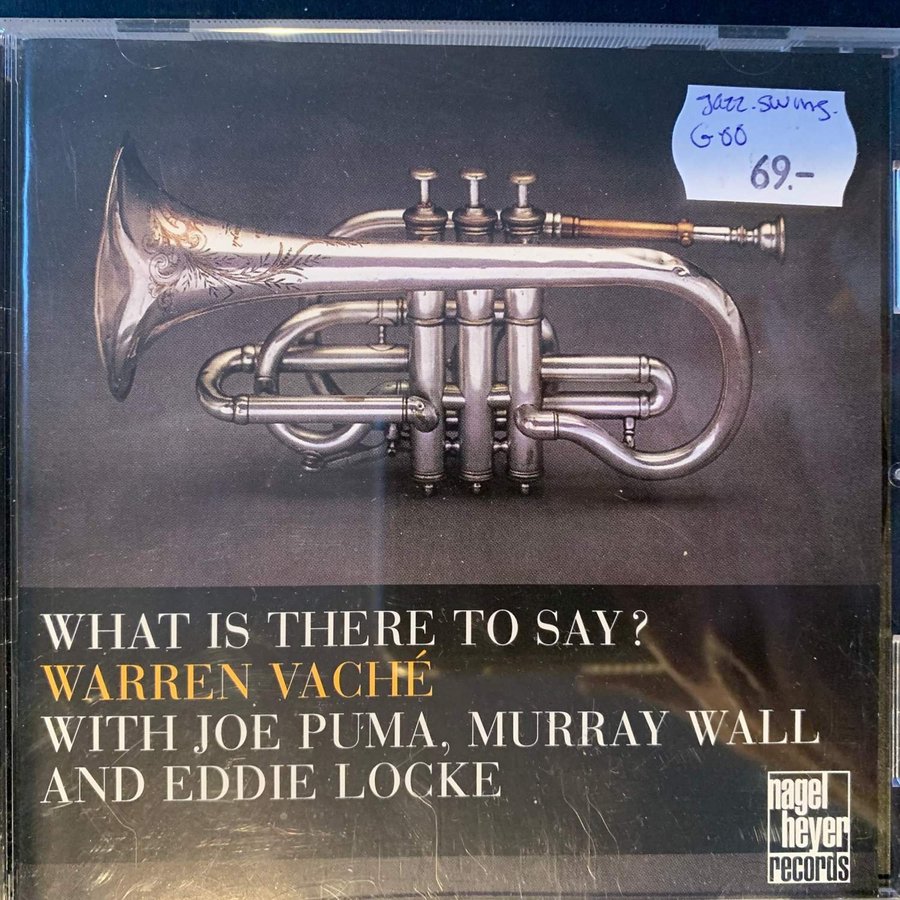 Jazz-swing.
G00
69.-
WHAT IS THERE TO SAY?
WARREN VACHÉ
WITH JOE PUMA, MURRAY WALL
AND EDDIE LOCKE
nagel
heyer
records